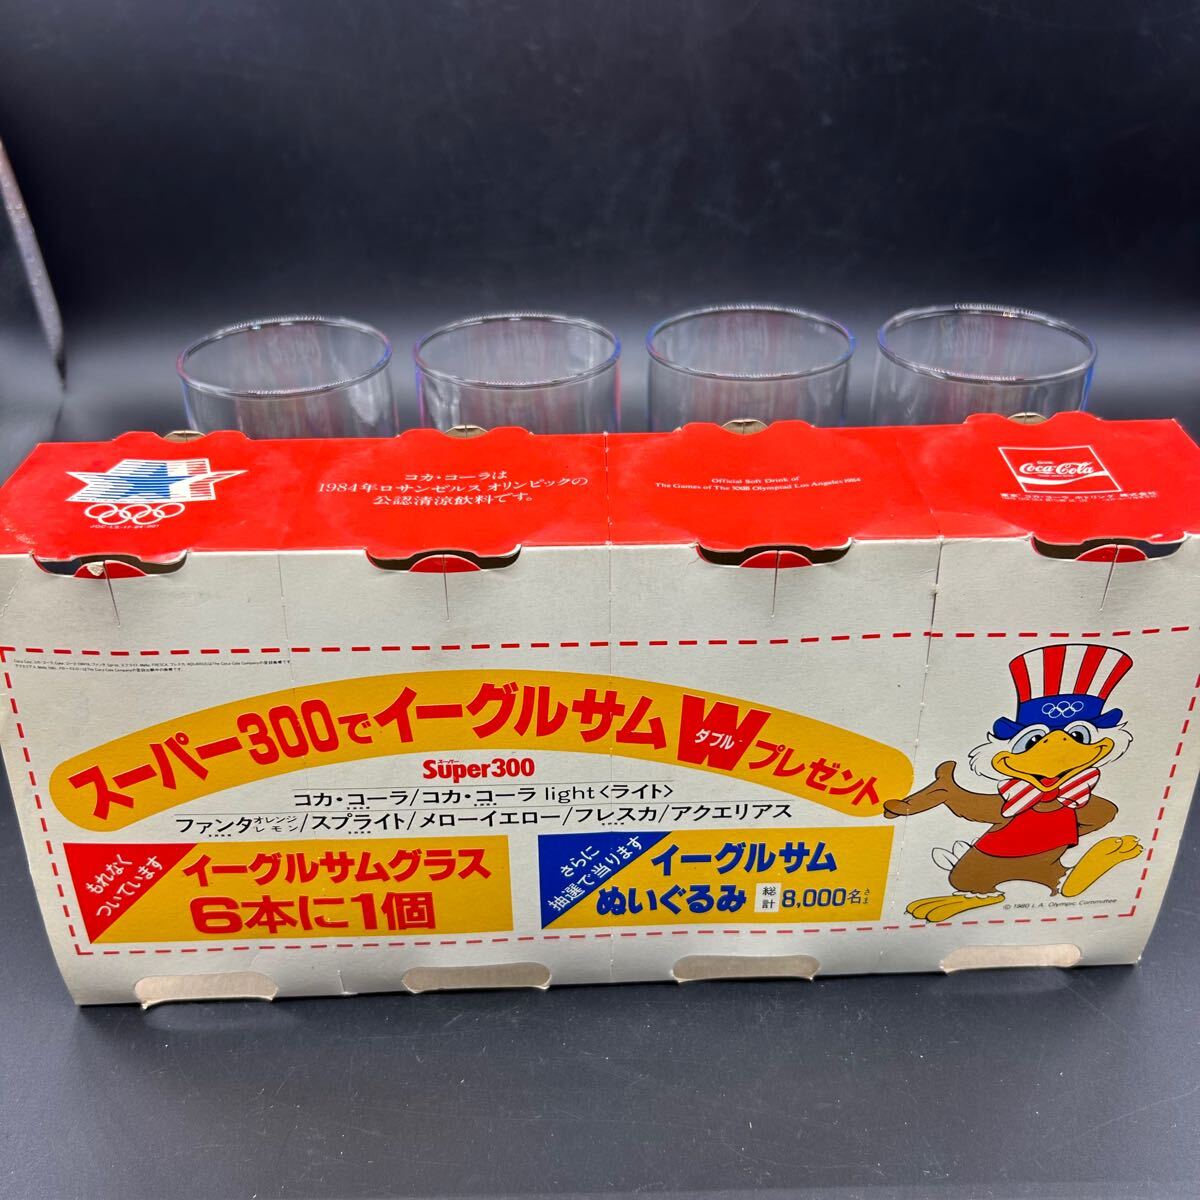 JOC-LS-11-84-001
コカ・コーラは
1984年ロサンゼルス オリンピックの
公認清涼飲料です。
Official Soft Drink of
The Games of The XXIII Olympiad Los Angeles 1984
Enjoy
Coca-Cola
スーパー300でイーグルサムWダブルプレゼント
スーパー
Super300
コカ・コーラ/コカ・コーラ light<ライト>
ファンタオレンジ レモン/スプライト/メローイエロー/フレスカ/アクエリアス
もれなく
ついています
イーグルサムグラス
6本に1個
さらに
抽選で当ります
イーグルサム
ぬいぐるみ 総計 8,000名さま
© 1980 L.A. Olympic Committee